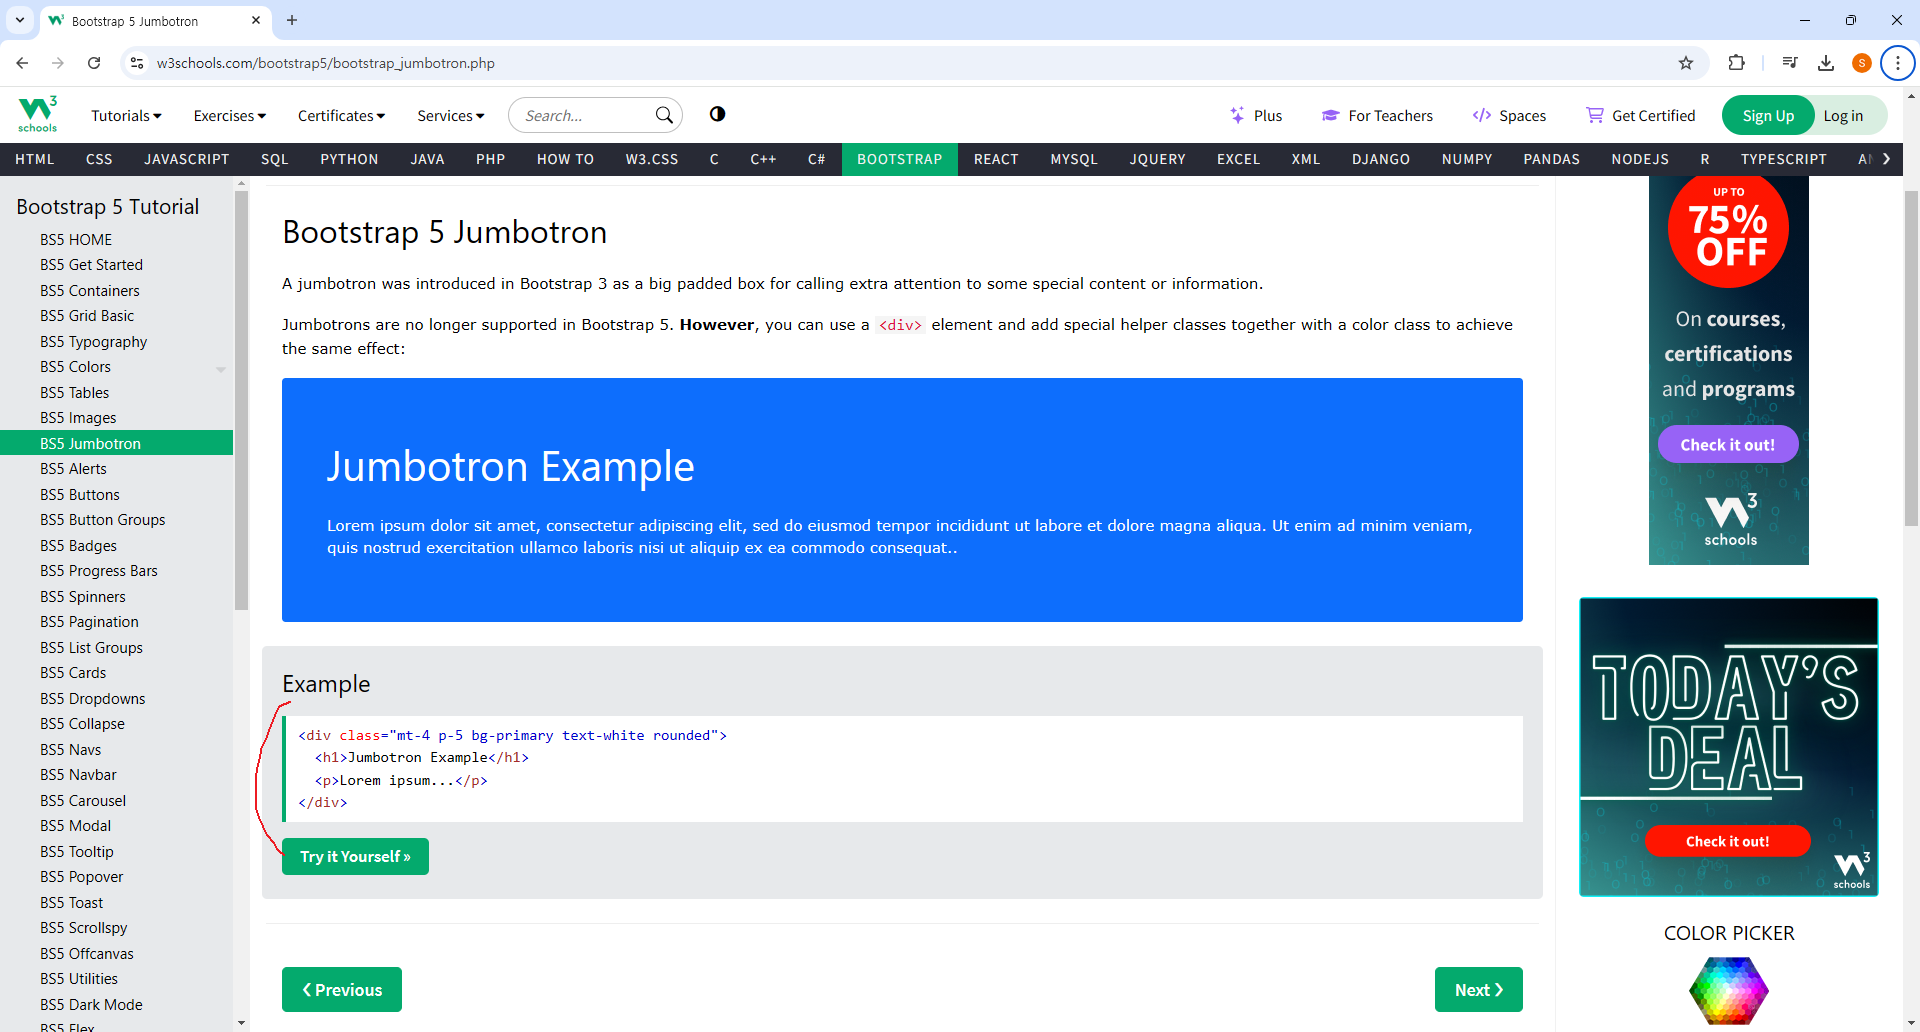 Bootstrap 5 Jumbotron
w3schools.com/bootstrap5/bootstrap_jumbotron.php
S
W3 schools
Tutorials
Exercises
Certificates
Services
Search...
Plus
For Teachers
Spaces
Get Certified
Sign Up
Log in
HTML CSS JAVASCRIPT SQL PYTHON JAVA PHP HOW TO W3.CSS C C++ C# BOOTSTRAP REACT MYSQL JQUERY EXCEL XML DJANGO NUMPY PANDAS NODEJS R TYPESCRIPT
Bootstrap 5 Tutorial
BS5 HOME
BS5 Get Started
BS5 Containers
BS5 Grid Basic
BS5 Typography
BS5 Colors
BS5 Tables
BS5 Images
BS5 Jumbotron
BS5 Alerts
BS5 Buttons
BS5 Button Groups
BS5 Badges
BS5 Progress Bars
BS5 Spinners
BS5 Pagination
BS5 List Groups
BS5 Cards
BS5 Dropdowns
BS5 Collapse
BS5 Navs
BS5 Navbar
BS5 Carousel
BS5 Modal
BS5 Tooltip
BS5 Popover
BS5 Toast
BS5 Scrollspy
BS5 Offcanvas
BS5 Utilities
BS5 Dark Mode
BS5 Flex
Bootstrap 5 Jumbotron
A jumbotron was introduced in Bootstrap 3 as a big padded box for calling extra attention to some special content or information.
Jumbotrons are no longer supported in Bootstrap 5. However, you can use a <div> element and add special helper classes together with a color class to achieve
the same effect:
Jumbotron Example
Lorem ipsum dolor sit amet, consectetur adipiscing elit, sed do eiusmod tempor incididunt ut labore et dolore magna aliqua. Ut enim ad minim veniam,
quis nostrud exercitation ullamco laboris nisi ut aliquip ex ea commodo consequat..
Example
<div class="mt-4 p-5 bg-primary text-white rounded">
<h1>Jumbotron Example</h1>
<p>Lorem ipsum...</p>
</div>
Try it Yourself »
❮ Previous
Next ❯
UP TO
75%
OFF
On courses,
certifications
and programs
Check it out!
W3
schools
TODAY'S
DEAL
Check it out!
W3
schools
COLOR PICKER